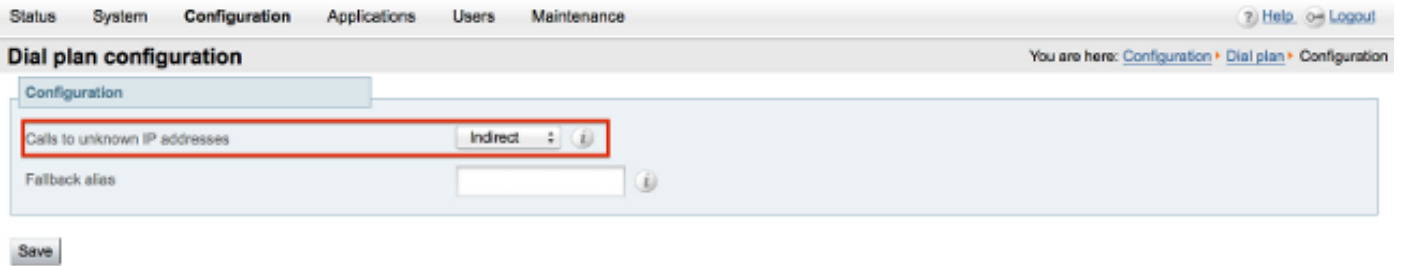 Status System Configuration Applications Users Maintenance ? Help Logout
Dial plan configuration You are here: Configuration Dial plan Configuration
Configuration
Calls to unknown IP addresses Indirect i
Fallback alias i
Save